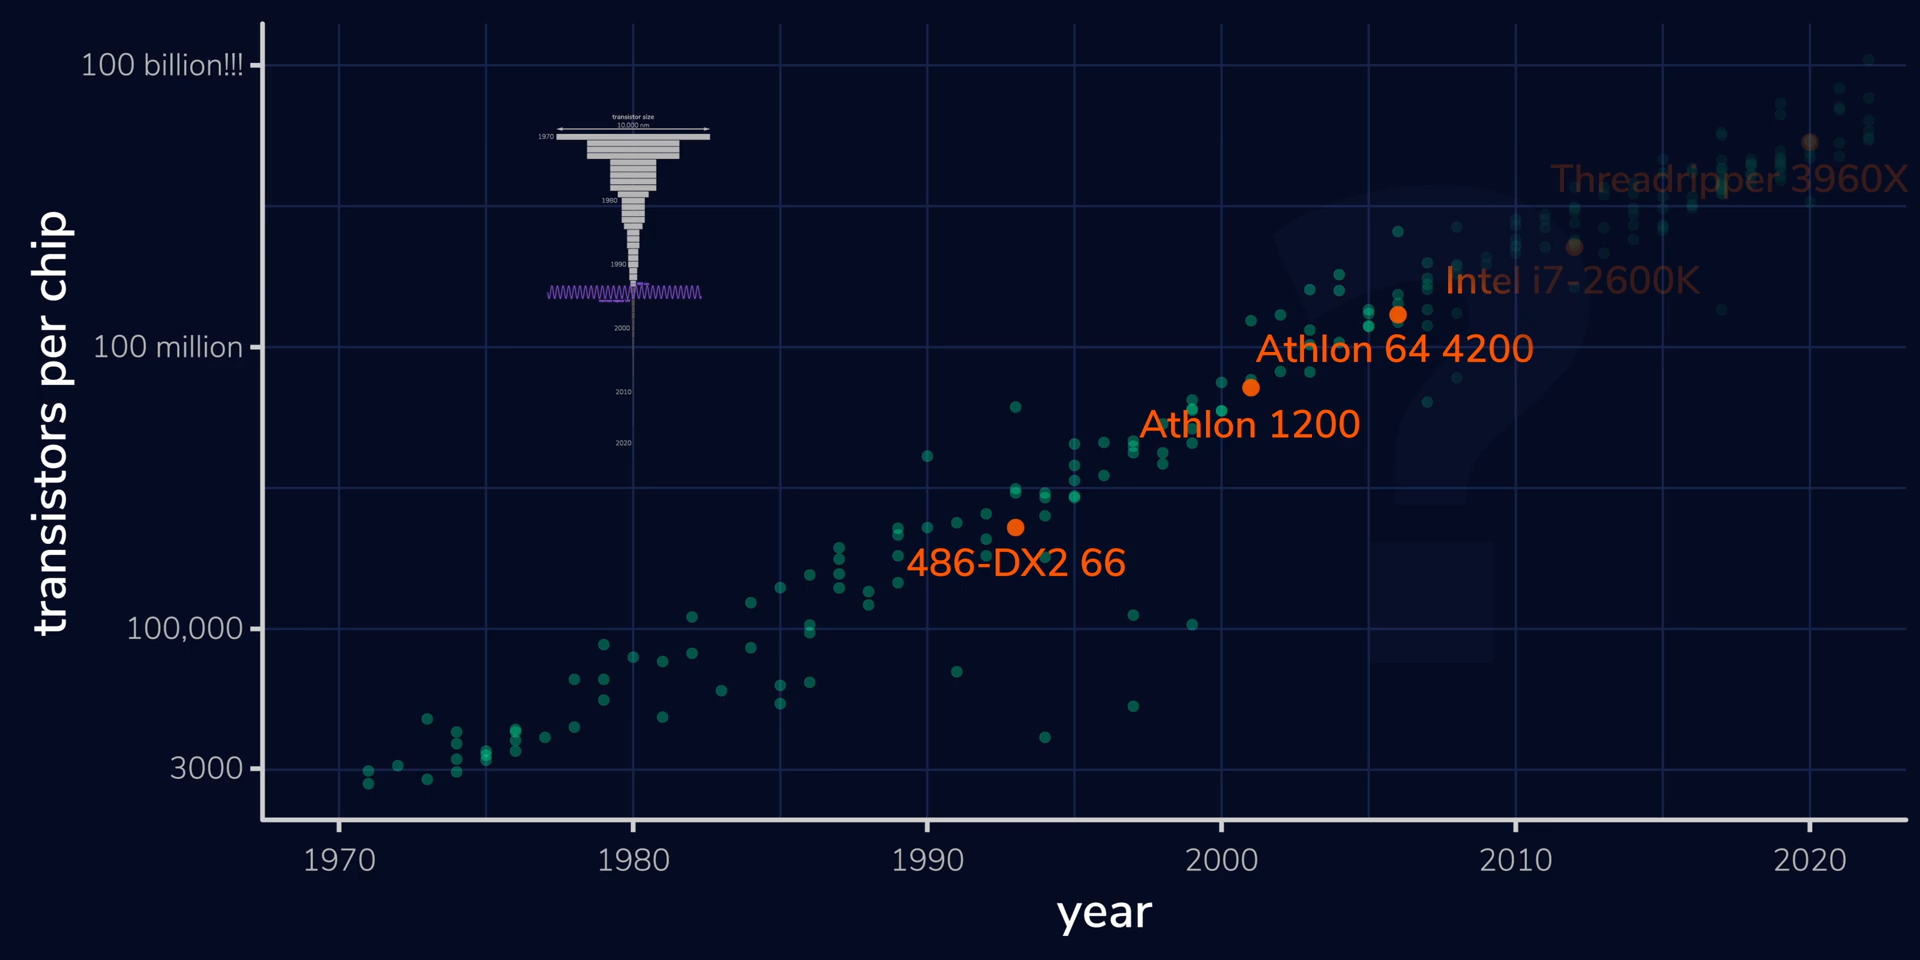 100 billion!!!
100 million
100,000
3000
transistors per chip
transistor size
10,000 nm
1970
1980
1990
2000
2010
2020
Threadripper 3960X
Intel i7-2600K
Athlon 64 4200
Athlon 1200
486-DX2 66
1970
1980
1990
2000
2010
2020
year